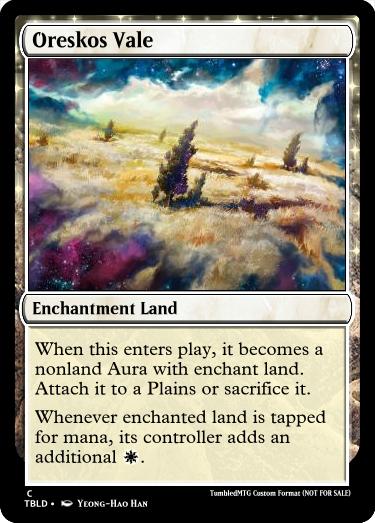 Oreskos Vale
Enchantment Land
When this enters play, it becomes a
nonland Aura with enchant land.
Attach it to a Plains or sacrifice it.
Whenever enchanted land is tapped
for mana, its controller adds an
additional ☀.
C
TumbledMTG Custom Format (NOT FOR SALE)
TBLD • Yeong-Hao Han